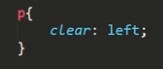 p{
clear: left;
}